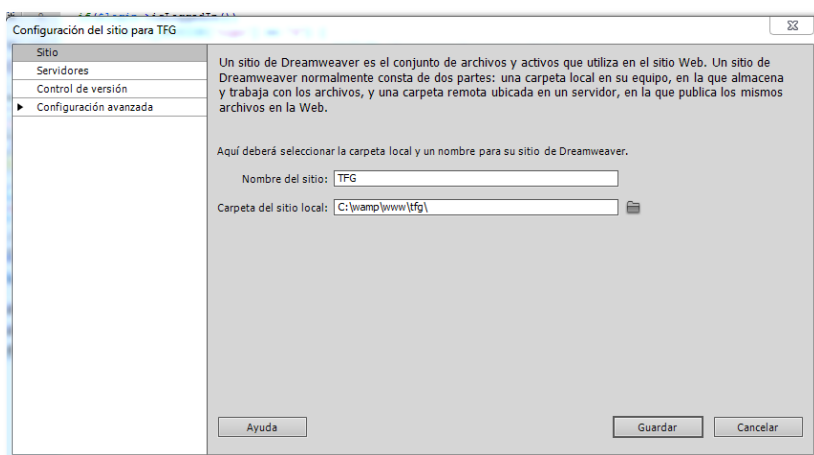 if($login->isLoggedIn())
Configuración del sitio para TFG
Sitio
Servidores
Control de versión
Configuración avanzada
Un sitio de Dreamweaver es el conjunto de archivos y activos que utiliza en el sitio Web. Un sitio de
Dreamweaver normalmente consta de dos partes: una carpeta local en su equipo, en la que almacena
y trabaja con los archivos, y una carpeta remota ubicada en un servidor, en la que publica los mismos
archivos en la Web.
Aquí deberá seleccionar la carpeta local y un nombre para su sitio de Dreamweaver.
Nombre del sitio: TFG
Carpeta del sitio local: C:\wamp\www\tfg\
Ayuda
Guardar
Cancelar